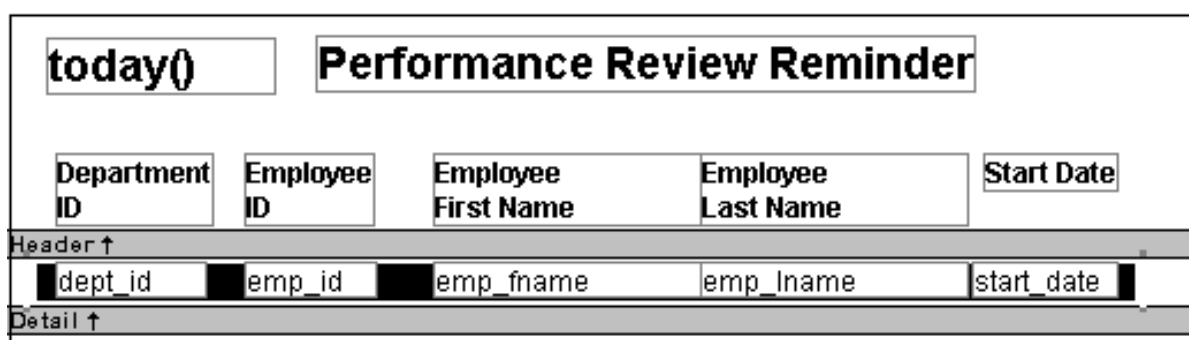 today() Performance Review Reminder
Department Employee Employee Employee Start Date
ID ID First Name Last Name
Header ↑
dept_id emp_id emp_fname emp_lname start_date
Detail ↑